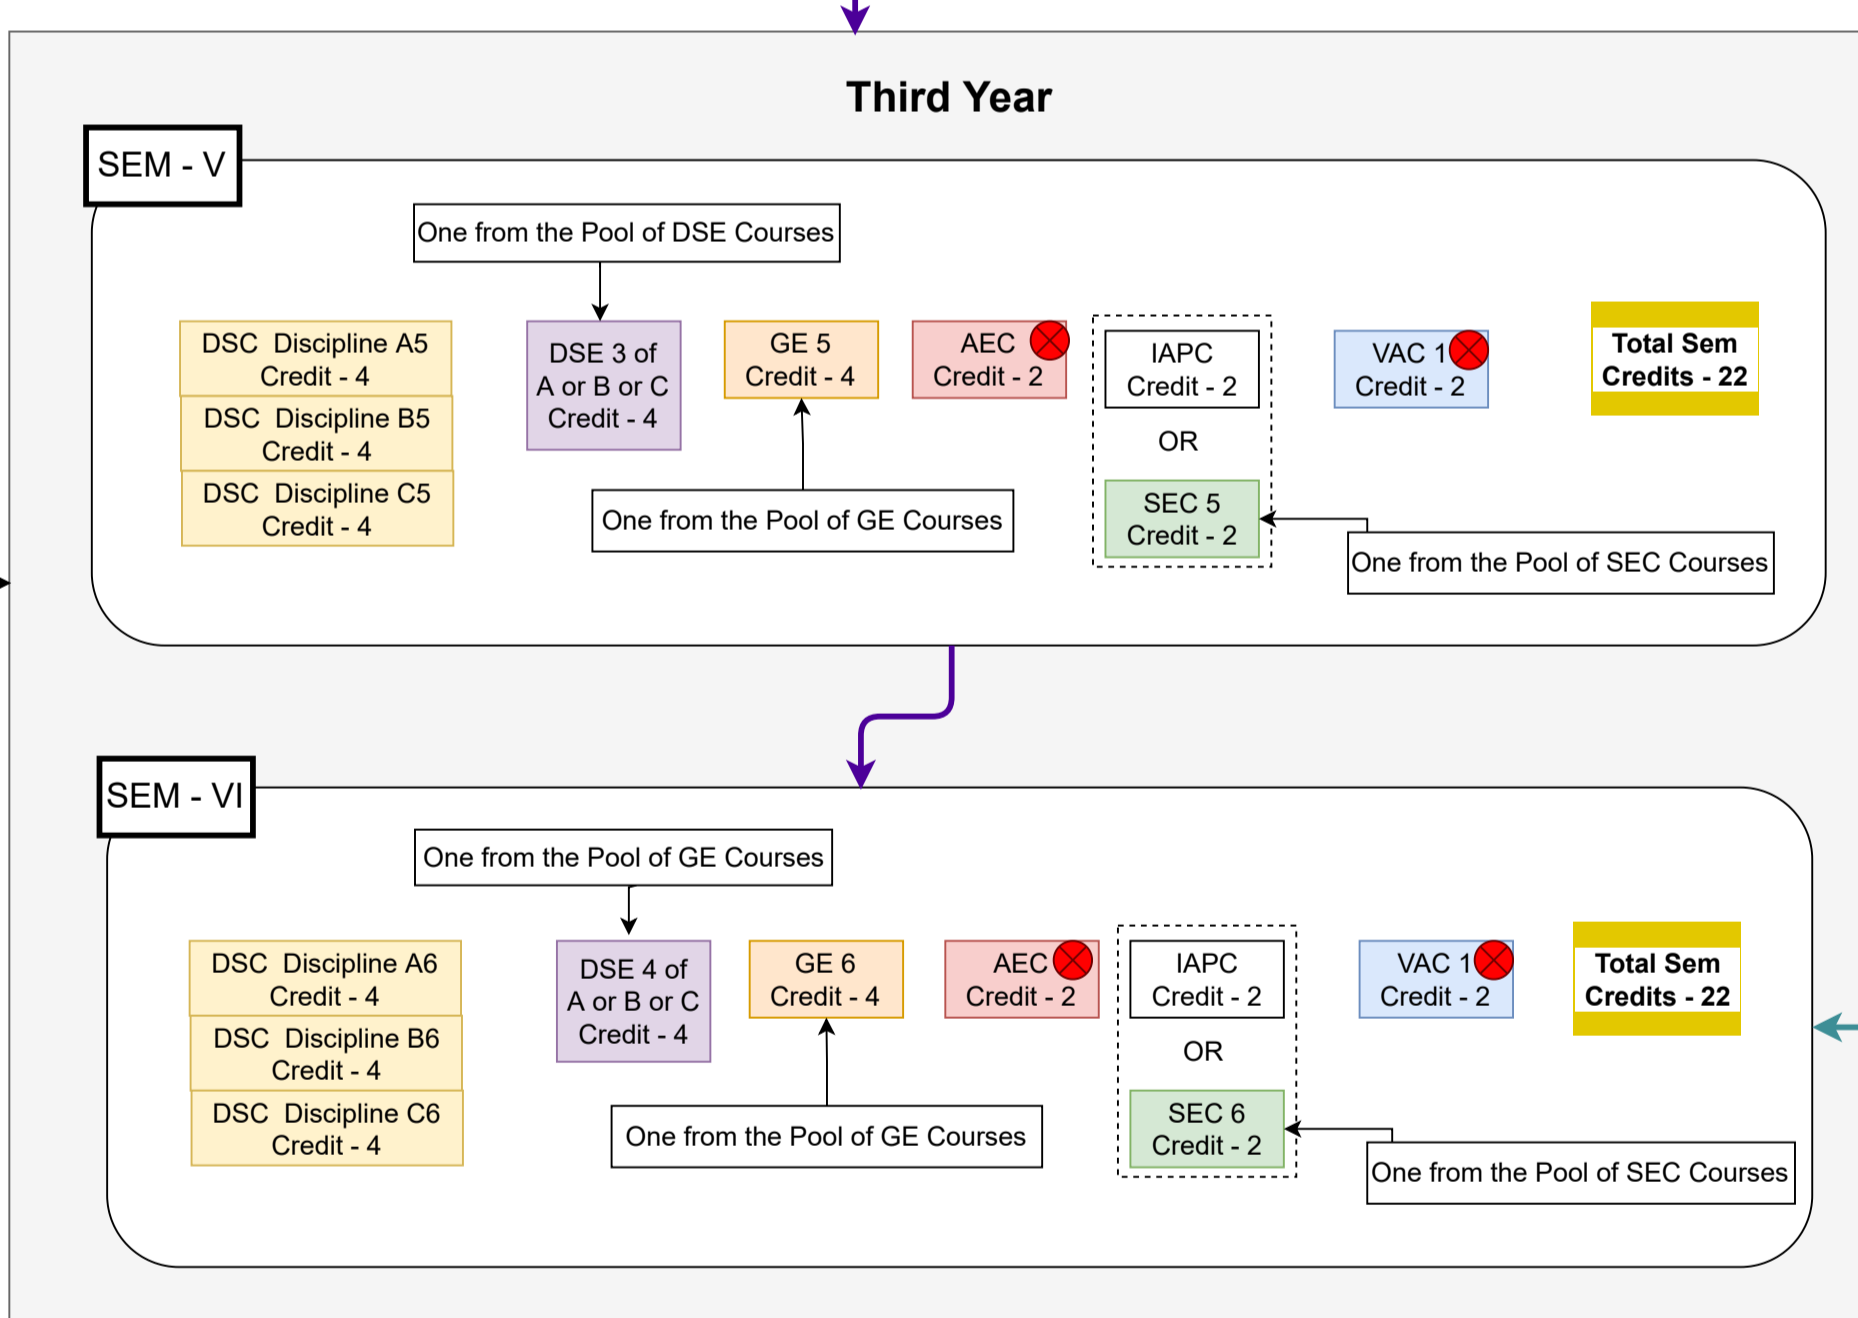 Third Year
SEM - V
One from the Pool of DSE Courses
DSC  Discipline A5
Credit - 4
DSC  Discipline B5
Credit - 4
DSC  Discipline C5
Credit - 4
DSE 3 of
A or B or C
Credit - 4
GE 5
Credit - 4
One from the Pool of GE Courses
AEC
Credit - 2
IAPC
Credit - 2
OR
SEC 5
Credit - 2
VAC 1
Credit - 2
One from the Pool of SEC Courses
Total Sem
Credits - 22
SEM - VI
One from the Pool of GE Courses
DSC  Discipline A6
Credit - 4
DSC  Discipline B6
Credit - 4
DSC  Discipline C6
Credit - 4
DSE 4 of
A or B or C
Credit - 4
GE 6
Credit - 4
One from the Pool of GE Courses
AEC
Credit - 2
IAPC
Credit - 2
OR
SEC 6
Credit - 2
VAC 1
Credit - 2
One from the Pool of SEC Courses
Total Sem
Credits - 22